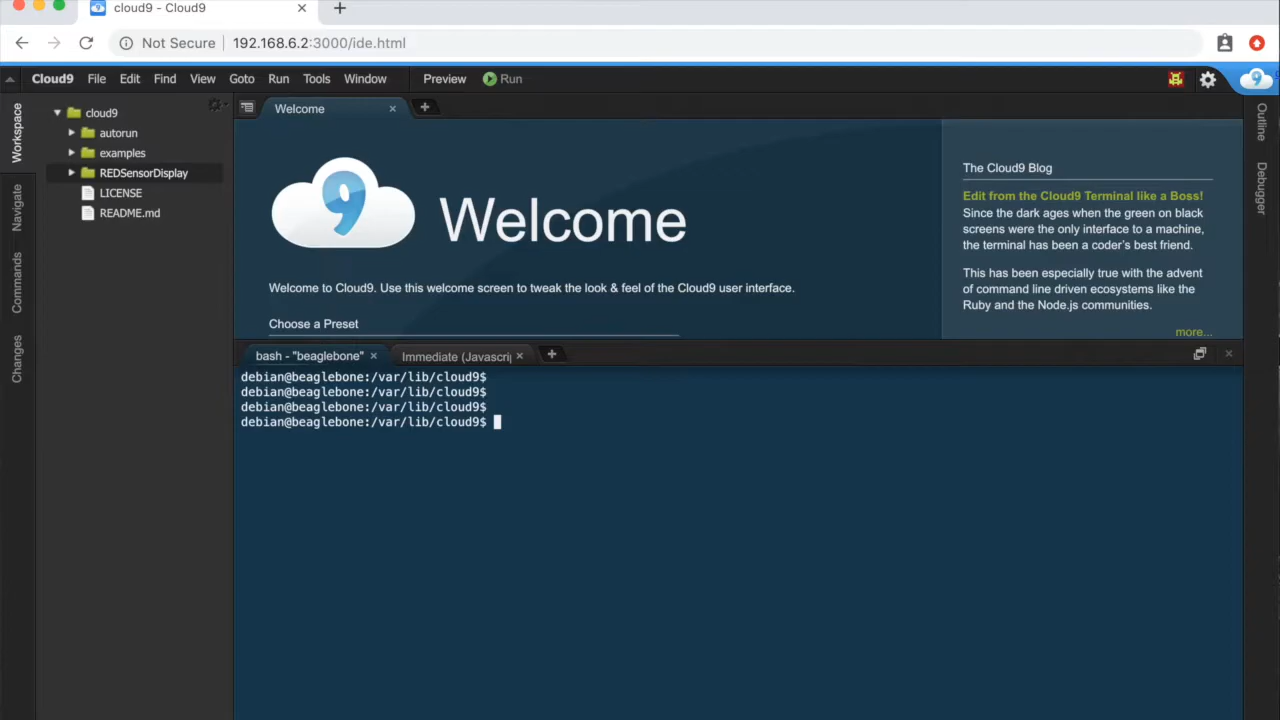 cloud9 - Cloud9
Not Secure
192.168.6.2:3000/ide.html
Cloud9 File Edit Find View Goto Run Tools Window Preview Run
9
Workspace
Navigate
Commands
Changes
cloud9
autorun
examples
REDSensorDisplay
LICENSE
README.md
Welcome
9
Welcome
Welcome to Cloud9. Use this welcome screen to tweak the look & feel of the Cloud9 user interface.
Choose a Preset
The Cloud9 Blog
Edit from the Cloud9 Terminal like a Boss!
Since the dark ages when the green on black
screens were the only interface to a machine,
the terminal has been a coder's best friend.
This has been especially true with the advent
of command line driven ecosystems like the
Ruby and the Node.js communities.
more...
Outline
Debugger
bash - "beaglebone"
Immediate (Javascrip
debian@beaglebone:/var/lib/cloud9$
debian@beaglebone:/var/lib/cloud9$
debian@beaglebone:/var/lib/cloud9$
debian@beaglebone:/var/lib/cloud9$